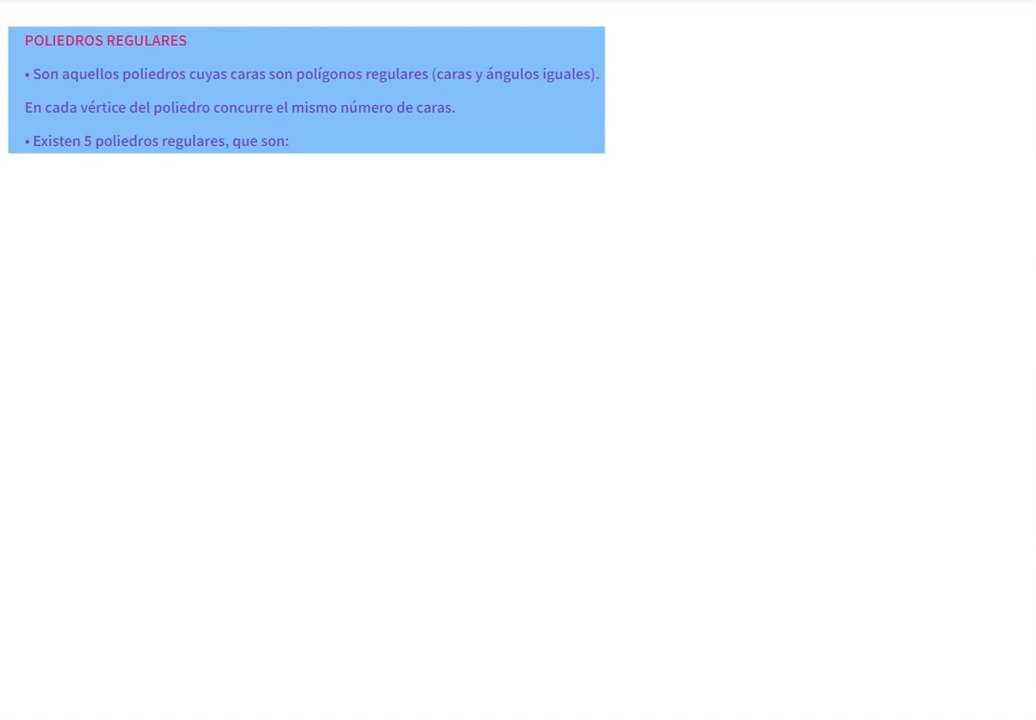 POLIEDROS REGULARES
• Son aquellos poliedros cuyas caras son polígonos regulares (caras y ángulos iguales).
En cada vértice del poliedro concurre el mismo número de caras.
• Existen 5 poliedros regulares, que son: